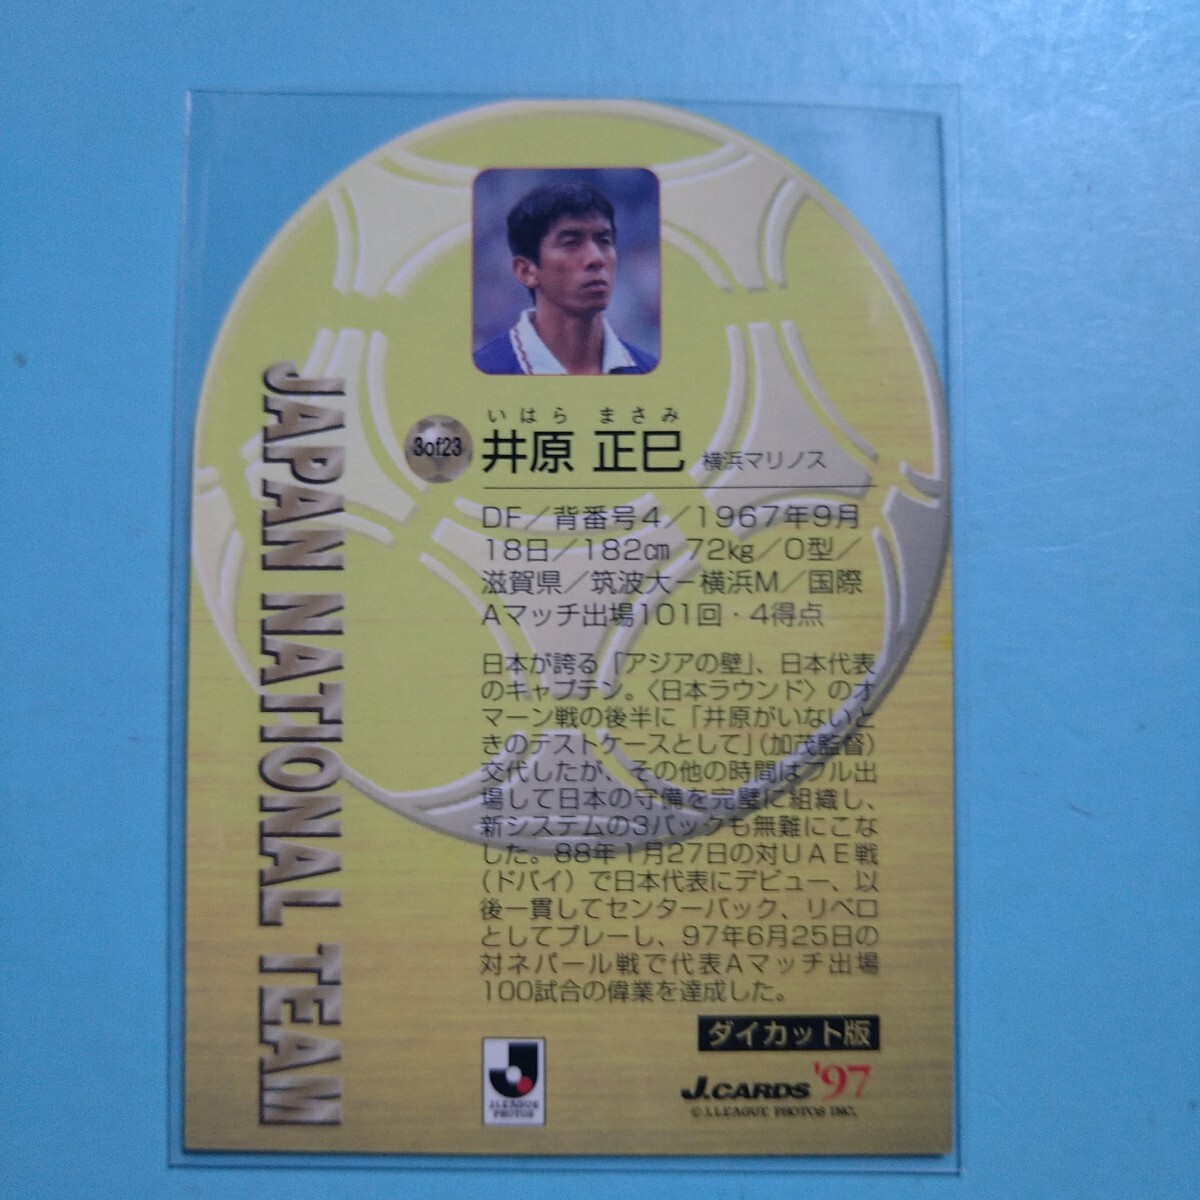 JAPAN NATIONAL TEAM
いはら まさみ
3of23 井原 正巳 横浜マリノス
DF／背番号4／1967年9月
18日／182cm 72kg／O型／
滋賀県／筑波大－横浜M／国際
Aマッチ出場101回・4得点
日本が誇る「アジアの壁」、日本代表
のキャプテン。〈日本ラウンド〉のオ
マーン戦の後半に「井原がいないと
きのテストケースとして」(加茂監督)
交代したが、その他の時間はフル出
場して日本の守備を完璧に組織し、
新システムの3バックも無難にこな
した。88年1月27日の対UAE戦
(ドバイ)で日本代表にデビュー、以
後一貫してセンターバック、リベロ
としてプレーし、97年6月25日の
対ネパール戦で代表Aマッチ出場
100試合の偉業を達成した。
ダイカット版
J.LEAGUE
PHOTOS
J.CARDS '97
©J.LEAGUE PHOTOS INC.